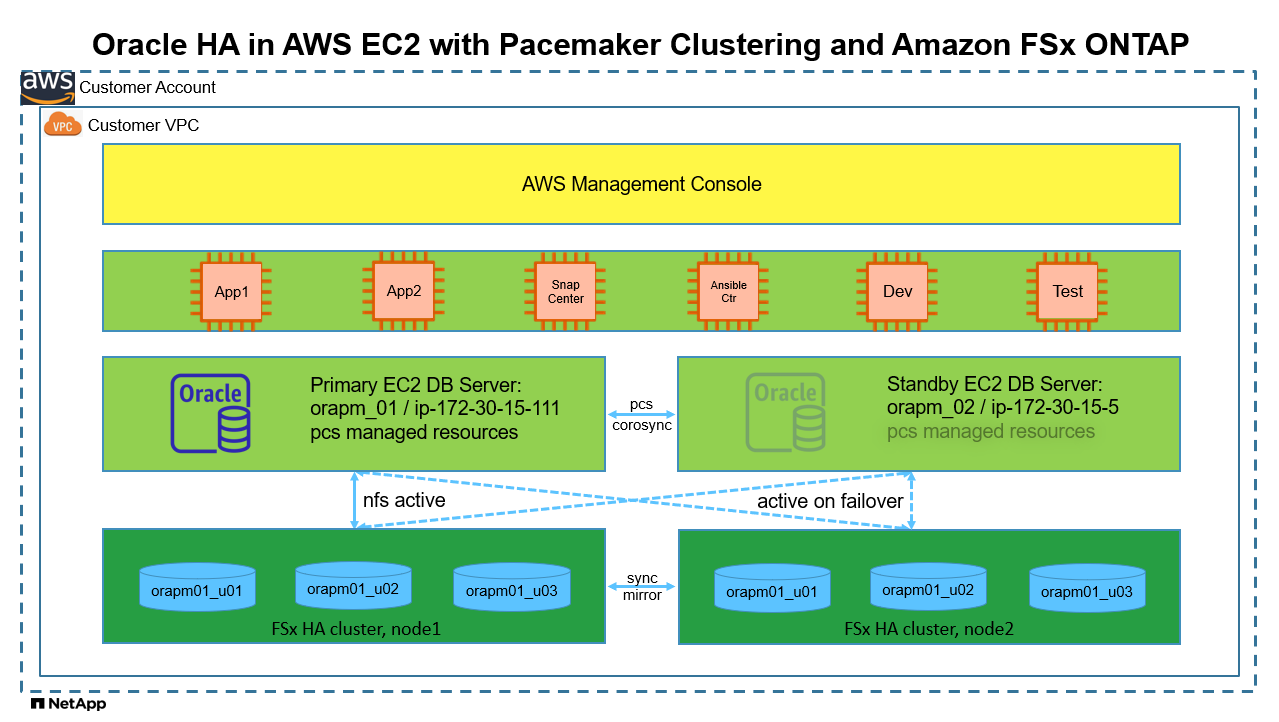 Oracle HA in AWS EC2 with Pacemaker Clustering and Amazon FSx ONTAP
aws
Customer Account
VPC
Customer VPC
AWS Management Console
App1
App2
Snap
Center
Ansible
Ctr
Dev
Test
Oracle
Primary EC2 DB Server:
orapm_01 / ip-172-30-15-111
pcs managed resources
pcs
corosync
Oracle
Standby EC2 DB Server:
orapm_02 / ip-172-30-15-5
pcs managed resources
nfs active
active on failover
orapm01_u01
orapm01_u02
orapm01_u03
FSx HA cluster, node1
sync
mirror
orapm01_u01
orapm01_u02
orapm01_u03
FSx HA cluster, node2
NetApp